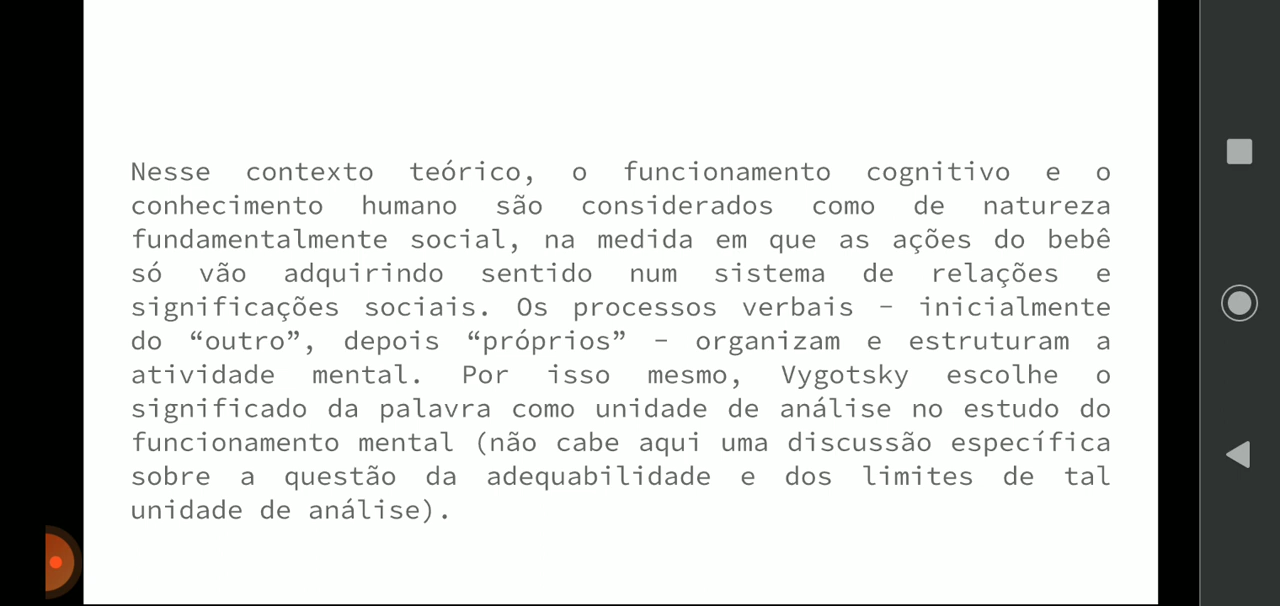 Nesse contexto teórico, o funcionamento cognitivo e o
conhecimento humano são considerados como de natureza
fundamentalmente social, na medida em que as ações do bebê
só vão adquirindo sentido num sistema de relações e
significações sociais. Os processos verbais – inicialmente
do “outro”, depois “próprios” – organizam e estruturam a
atividade mental. Por isso mesmo, Vygotsky escolhe o
significado da palavra como unidade de análise no estudo do
funcionamento mental (não cabe aqui uma discussão específica
sobre a questão da adequabilidade e dos limites de tal
unidade de análise).